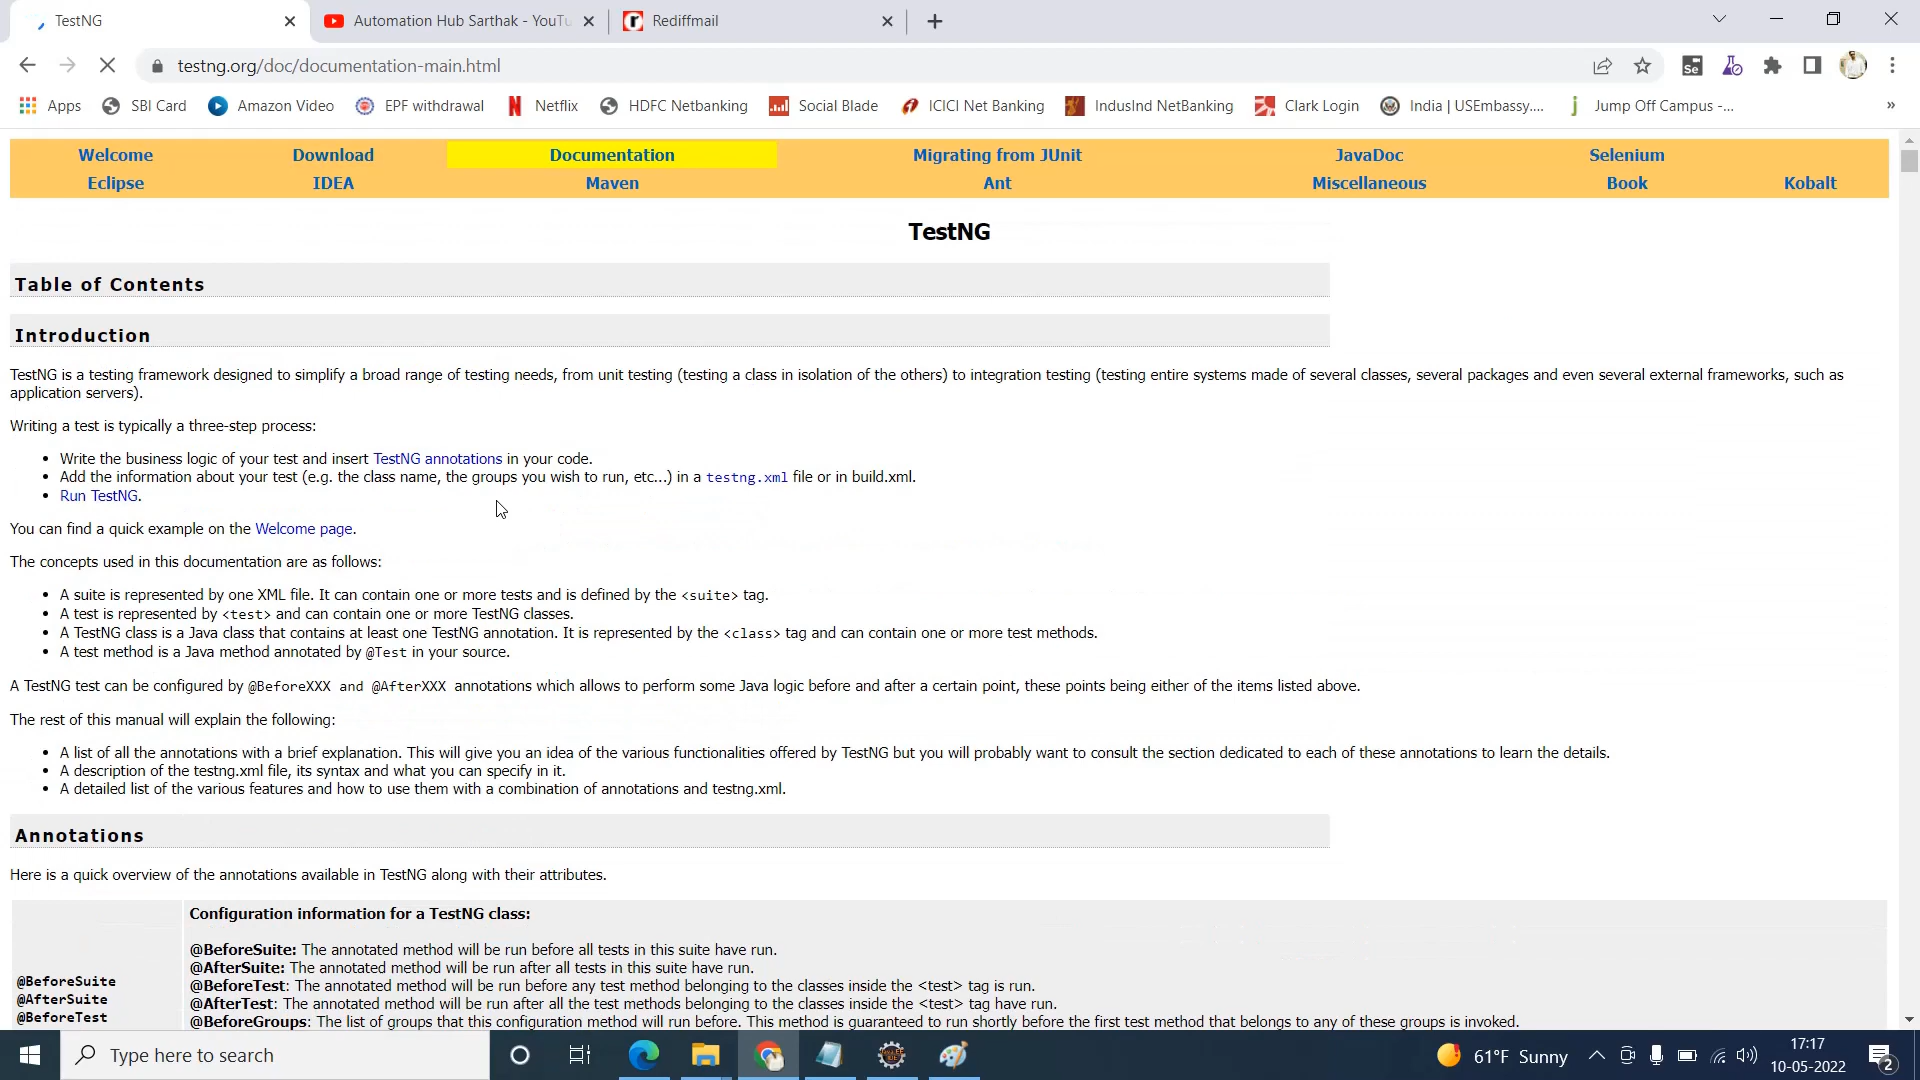 TestNG
Automation Hub Sarthak - YouTu
Rediffmail
testng.org/doc/documentation-main.html
Apps
SBI Card
Amazon Video
EPF withdrawal
Netflix
HDFC Netbanking
Social Blade
ICICI Net Banking
IndusInd NetBanking
Clark Login
India | USEmbassy....
Jump Off Campus -...
»
Welcome Download Documentation Migrating from JUnit JavaDoc Selenium
Eclipse IDEA Maven Ant Miscellaneous Book Kobalt
TestNG
Table of Contents
Introduction
TestNG is a testing framework designed to simplify a broad range of testing needs, from unit testing (testing a class in isolation of the others) to integration testing (testing entire systems made of several classes, several packages and even several external frameworks, such as
application servers).
Writing a test is typically a three-step process:
• Write the business logic of your test and insert TestNG annotations in your code.
• Add the information about your test (e.g. the class name, the groups you wish to run, etc...) in a testng.xml file or in build.xml.
• Run TestNG.
You can find a quick example on the Welcome page.
The concepts used in this documentation are as follows:
• A suite is represented by one XML file. It can contain one or more tests and is defined by the <suite> tag.
• A test is represented by <test> and can contain one or more TestNG classes.
• A TestNG class is a Java class that contains at least one TestNG annotation. It is represented by the <class> tag and can contain one or more test methods.
• A test method is a Java method annotated by @Test in your source.
A TestNG test can be configured by @BeforeXXX and @AfterXXX annotations which allows to perform some Java logic before and after a certain point, these points being either of the items listed above.
The rest of this manual will explain the following:
• A list of all the annotations with a brief explanation. This will give you an idea of the various functionalities offered by TestNG but you will probably want to consult the section dedicated to each of these annotations to learn the details.
• A description of the testng.xml file, its syntax and what you can specify in it.
• A detailed list of the various features and how to use them with a combination of annotations and testng.xml.
Annotations
Here is a quick overview of the annotations available in TestNG along with their attributes.
Configuration information for a TestNG class:
@BeforeSuite: The annotated method will be run before all tests in this suite have run.
@AfterSuite: The annotated method will be run after all tests in this suite have run.
@BeforeTest: The annotated method will be run before any test method belonging to the classes inside the <test> tag is run.
@AfterTest: The annotated method will be run after all the test methods belonging to the classes inside the <test> tag have run.
@BeforeGroups: The list of groups that this configuration method will run before. This method is guaranteed to run shortly before the first test method that belongs to any of these groups is invoked.
@BeforeSuite
@AfterSuite
@BeforeTest
Type here to search
61°F Sunny
17:17
10-05-2022
2